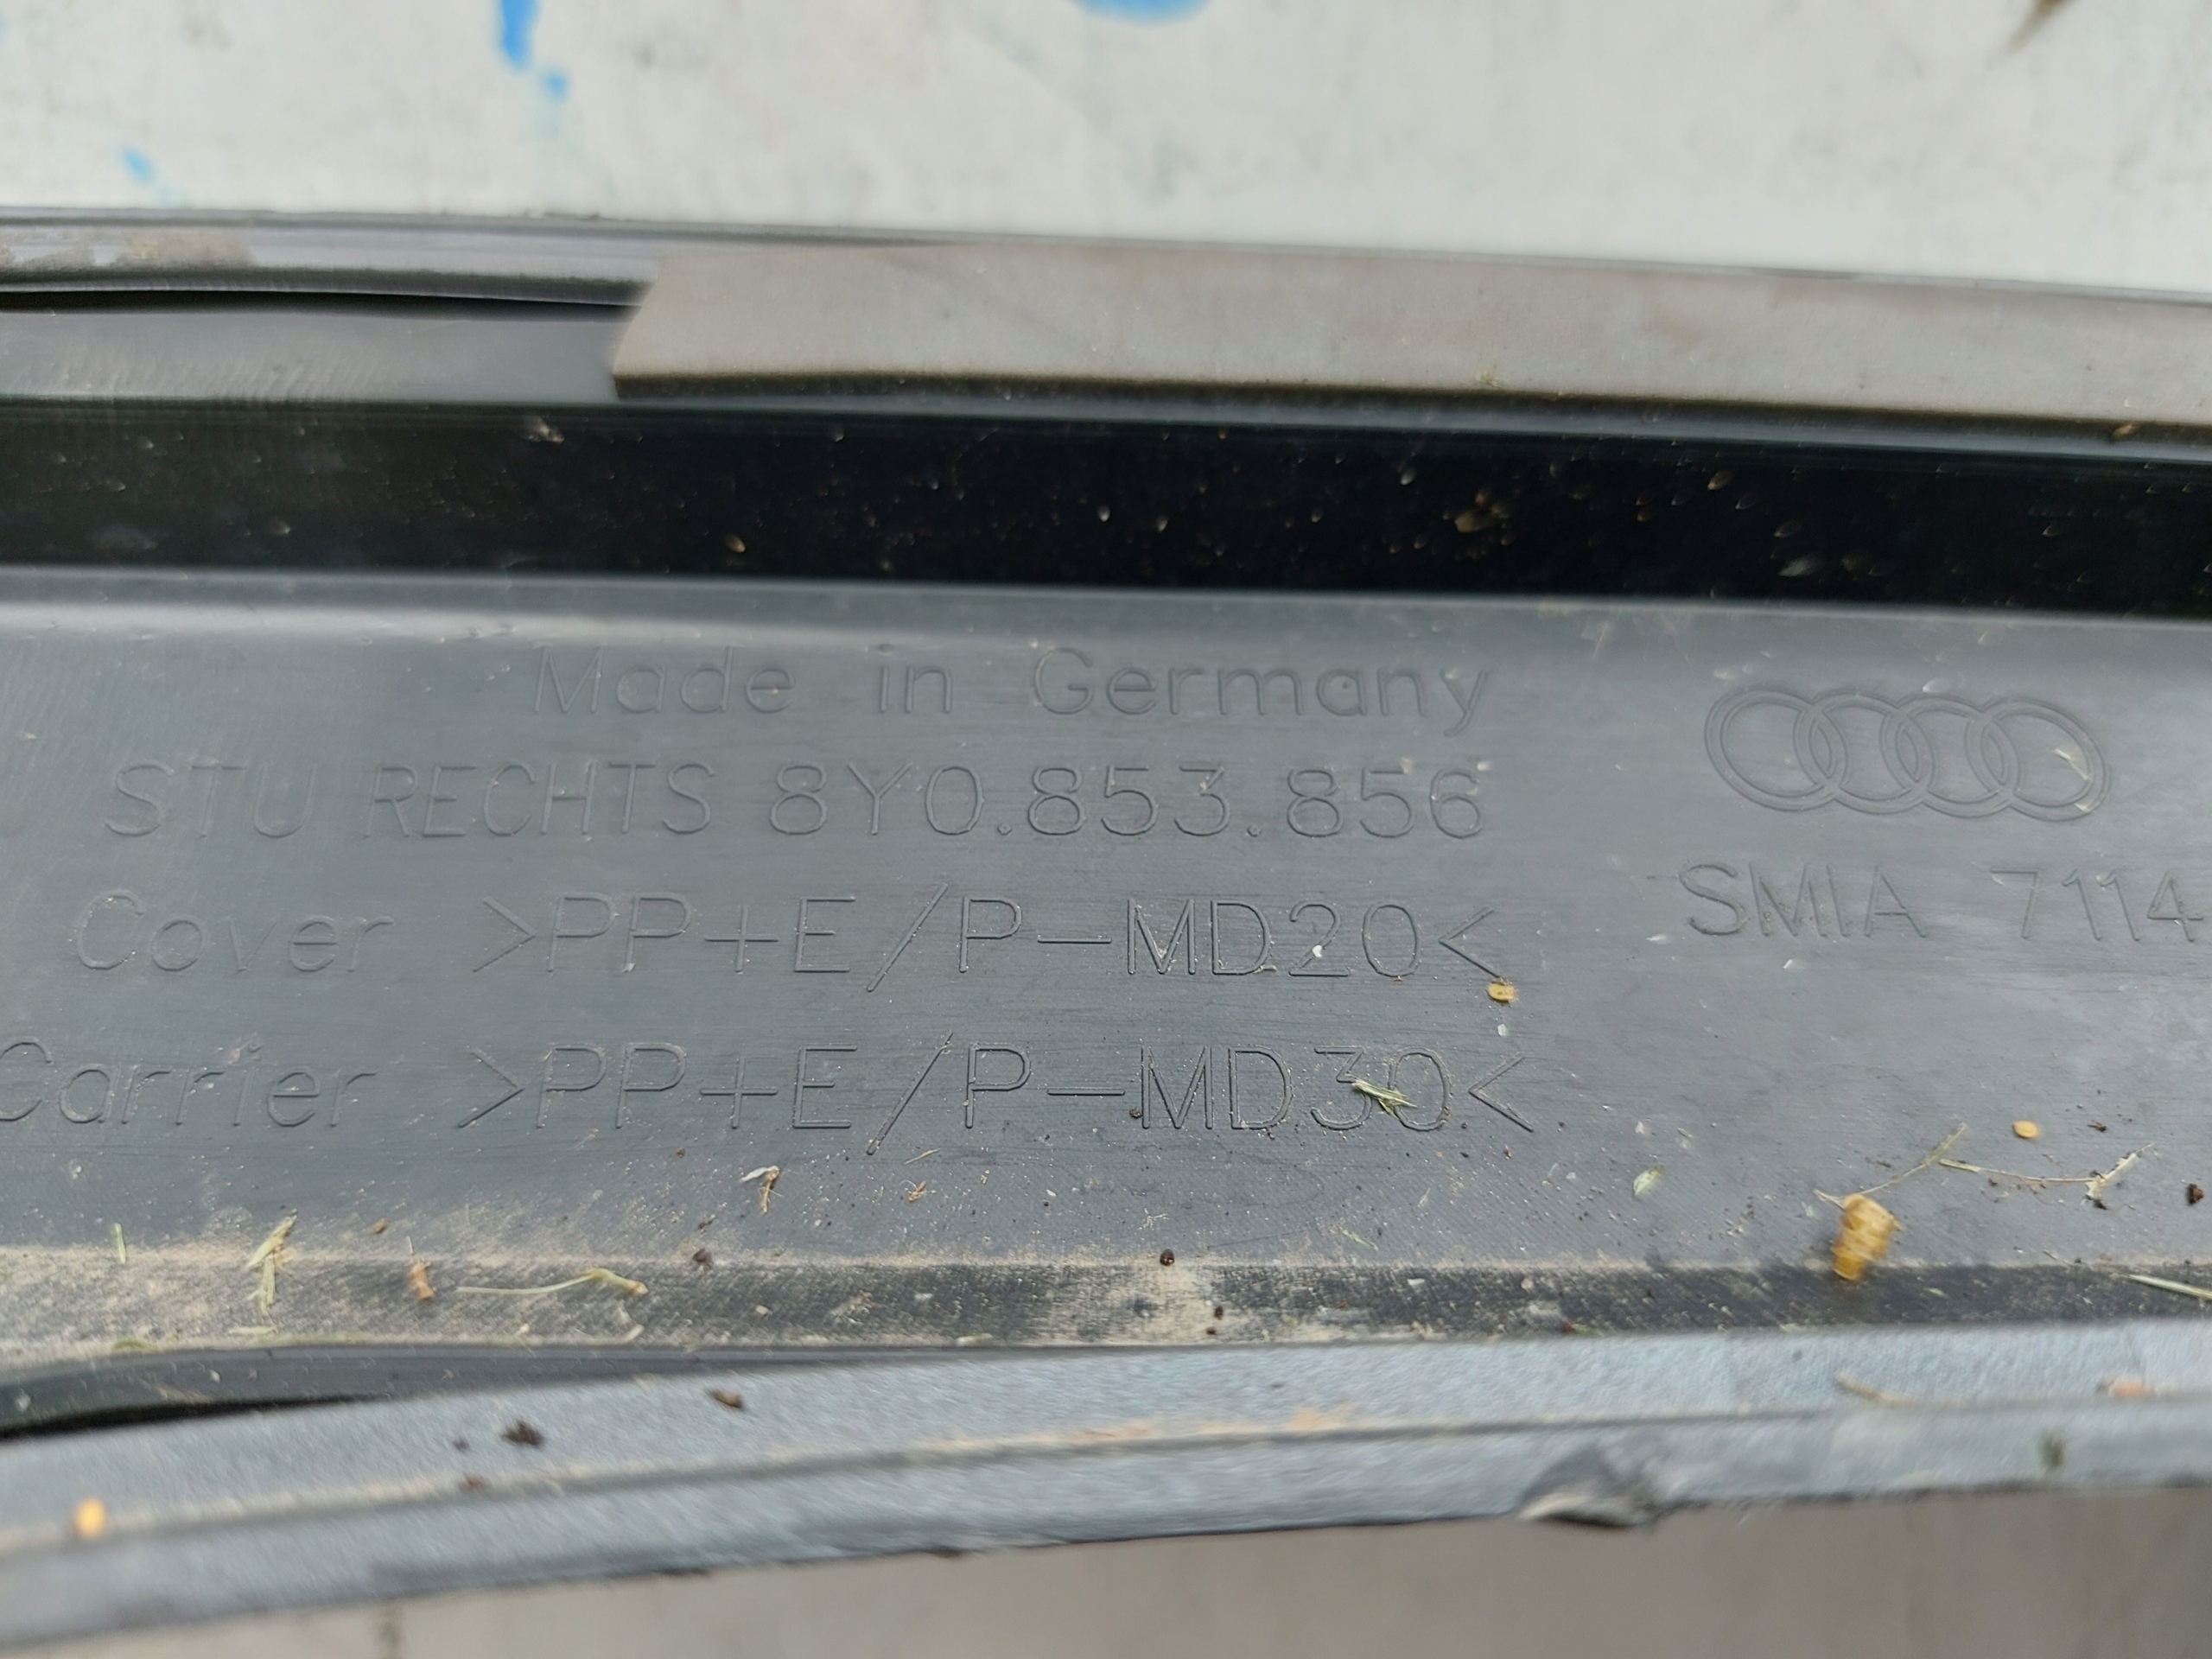 Made in Germany
STU RECHTS 8Y0.853.856
Cover >PP+E/P-MD20<
Carrier >PP+E/P-MD30<
SMIA 7114